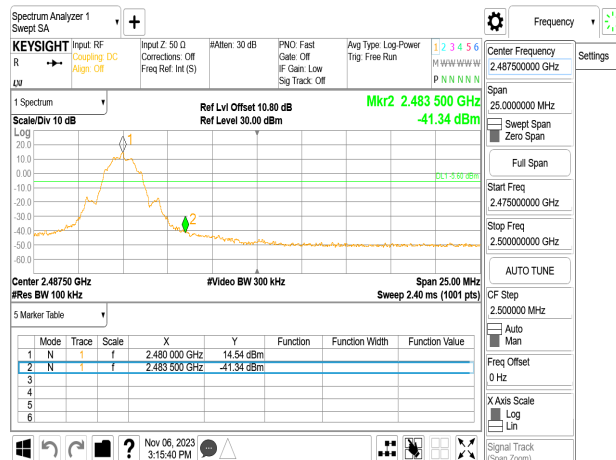 Spectrum Analyzer 1
Swept SA
Frequency
KEYSIGHT
R
Input: RF
Coupling: DC
Align: Off
Input Z: 50 Ω
Corrections: Off
Freq Ref: Int (S)
#Atten: 30 dB
PNO: Fast
Gate: Off
IF Gain: Low
Sig Track: Off
Avg Type: Log-Power
Trig: Free Run
1 2 3 4 5 6
M W W W W W
P N N N N N
LXI
1 Spectrum
Scale/Div 10 dB
Ref Lvl Offset 10.80 dB
Ref Level 30.00 dBm
Mkr2 2.483 500 GHz
-41.34 dBm
Log
20.0
10.0
0.00
-10.0
-20.0
-30.0
-40.0
-50.0
-60.0
1
2
DL1 -5.60 dBm
Center 2.48750 GHz
#Res BW 100 kHz
#Video BW 300 kHz
Span 25.00 MHz
Sweep 2.40 ms (1001 pts)
5 Marker Table
Mode Trace Scale X Y Function Function Width Function Value
1 N 1 f 2.480 000 GHz 14.54 dBm
2 N 1 f 2.483 500 GHz -41.34 dBm
3
4
5
6
Nov 06, 2023
3:15:40 PM
Center Frequency
2.487500000 GHz
Settings
Span
25.0000000 MHz
Swept Span
Zero Span
Full Span
Start Freq
2.475000000 GHz
Stop Freq
2.500000000 GHz
AUTO TUNE
CF Step
2.500000 MHz
Auto
Man
Freq Offset
0 Hz
X Axis Scale
Log
Lin
Signal Track
(Span Zoom)